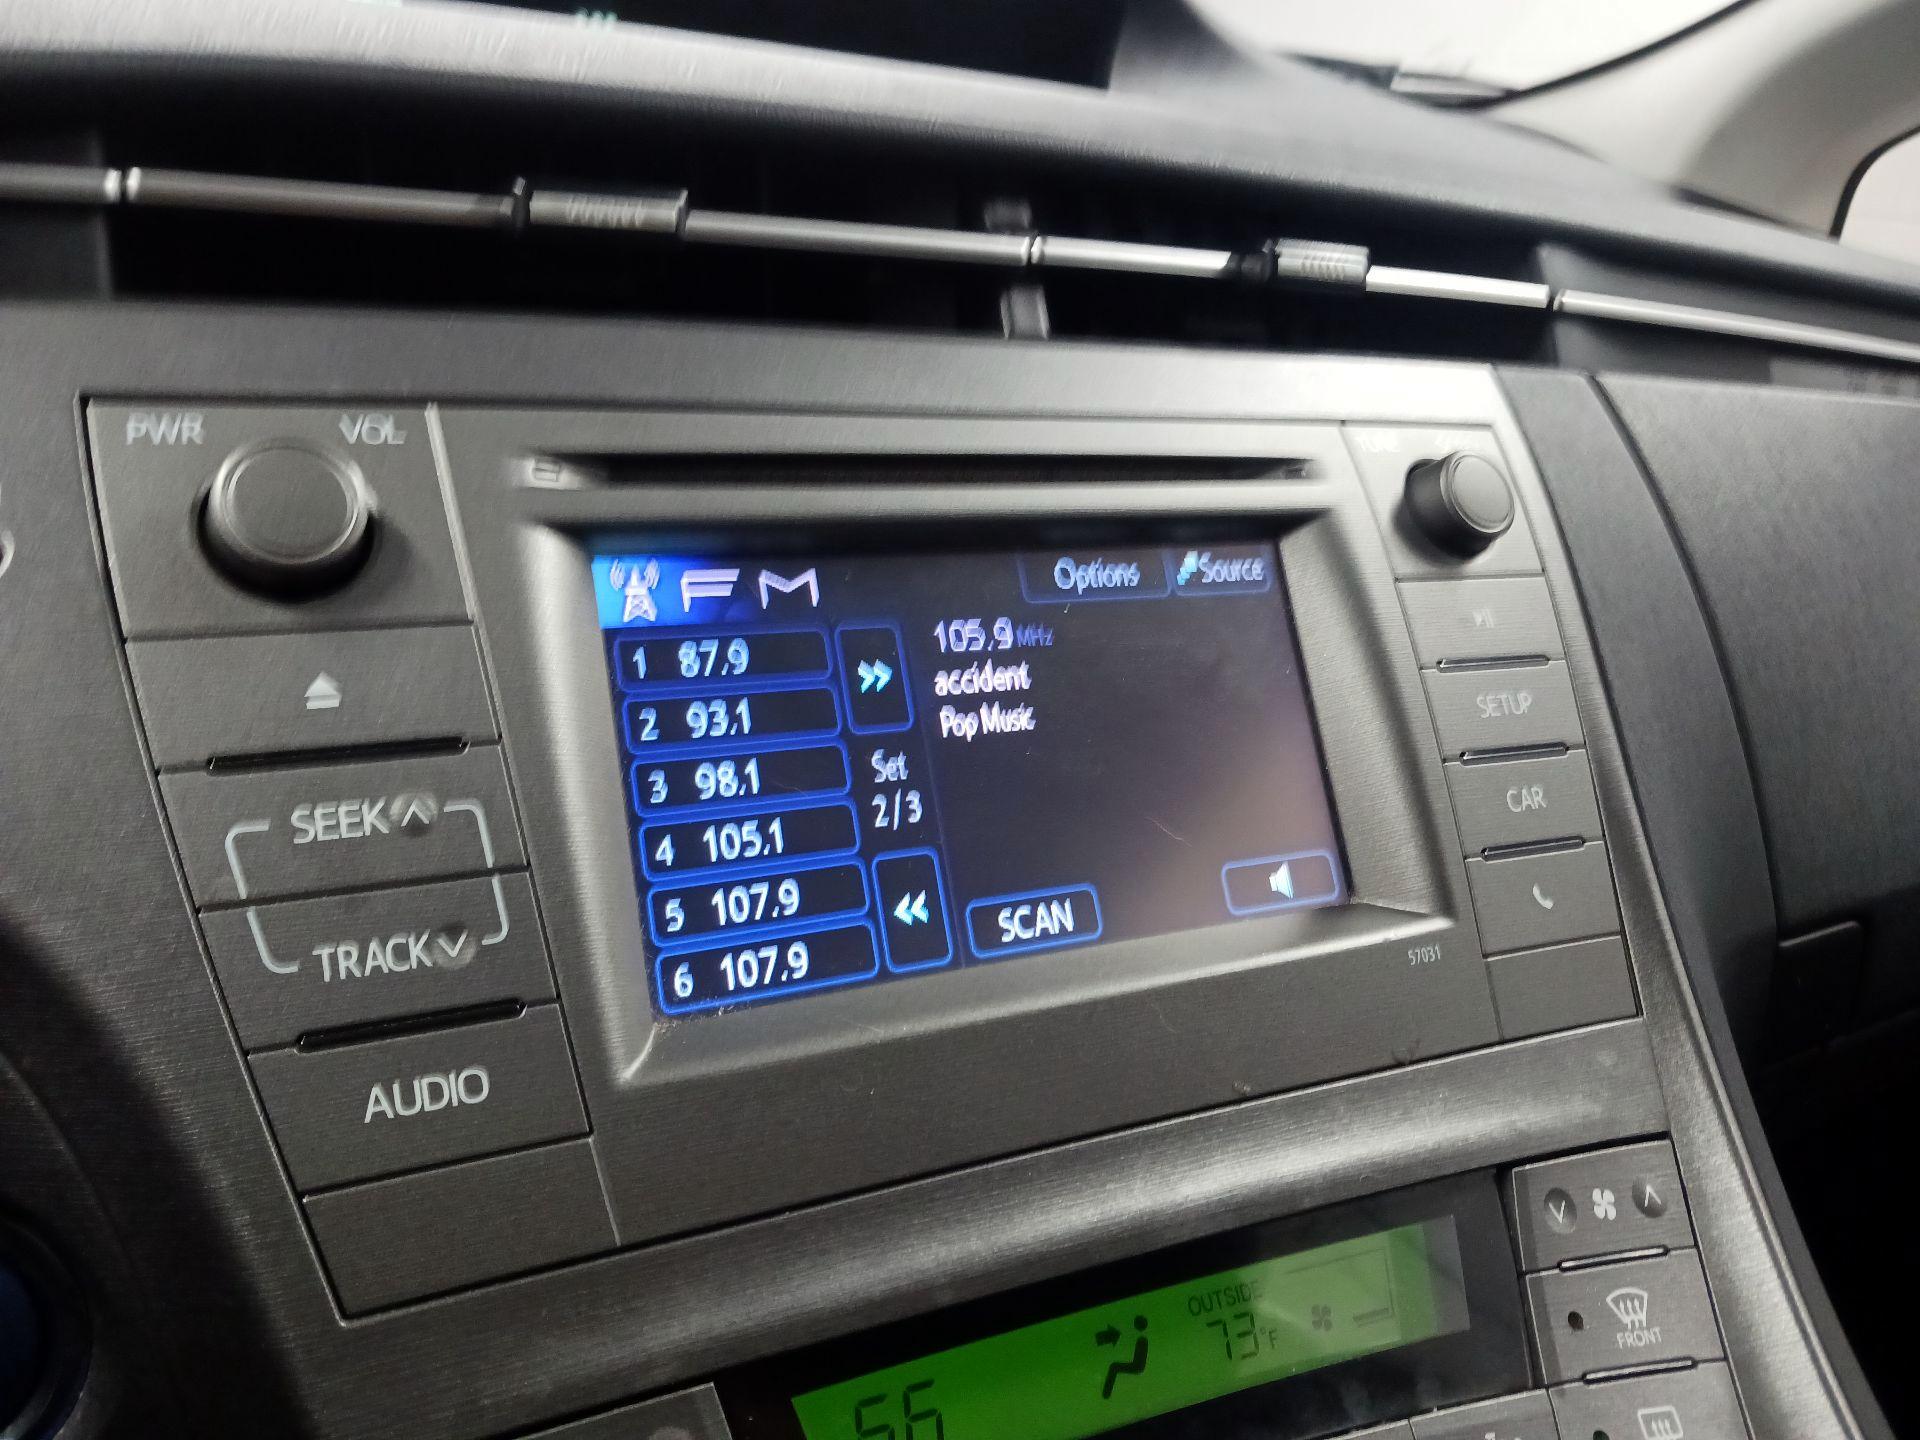 PWR VOL
FM Options Source
1 87.9
2 93.1
3 98.1
4 105.1
5 107.9
6 107.9
Set
2/3
105.9 MHz
accident
Pop Music
SCAN
SEEK
TRACK
AUDIO
TUNE
SETUP
CAR
57031
OUTSIDE
73°F
56
FRONT